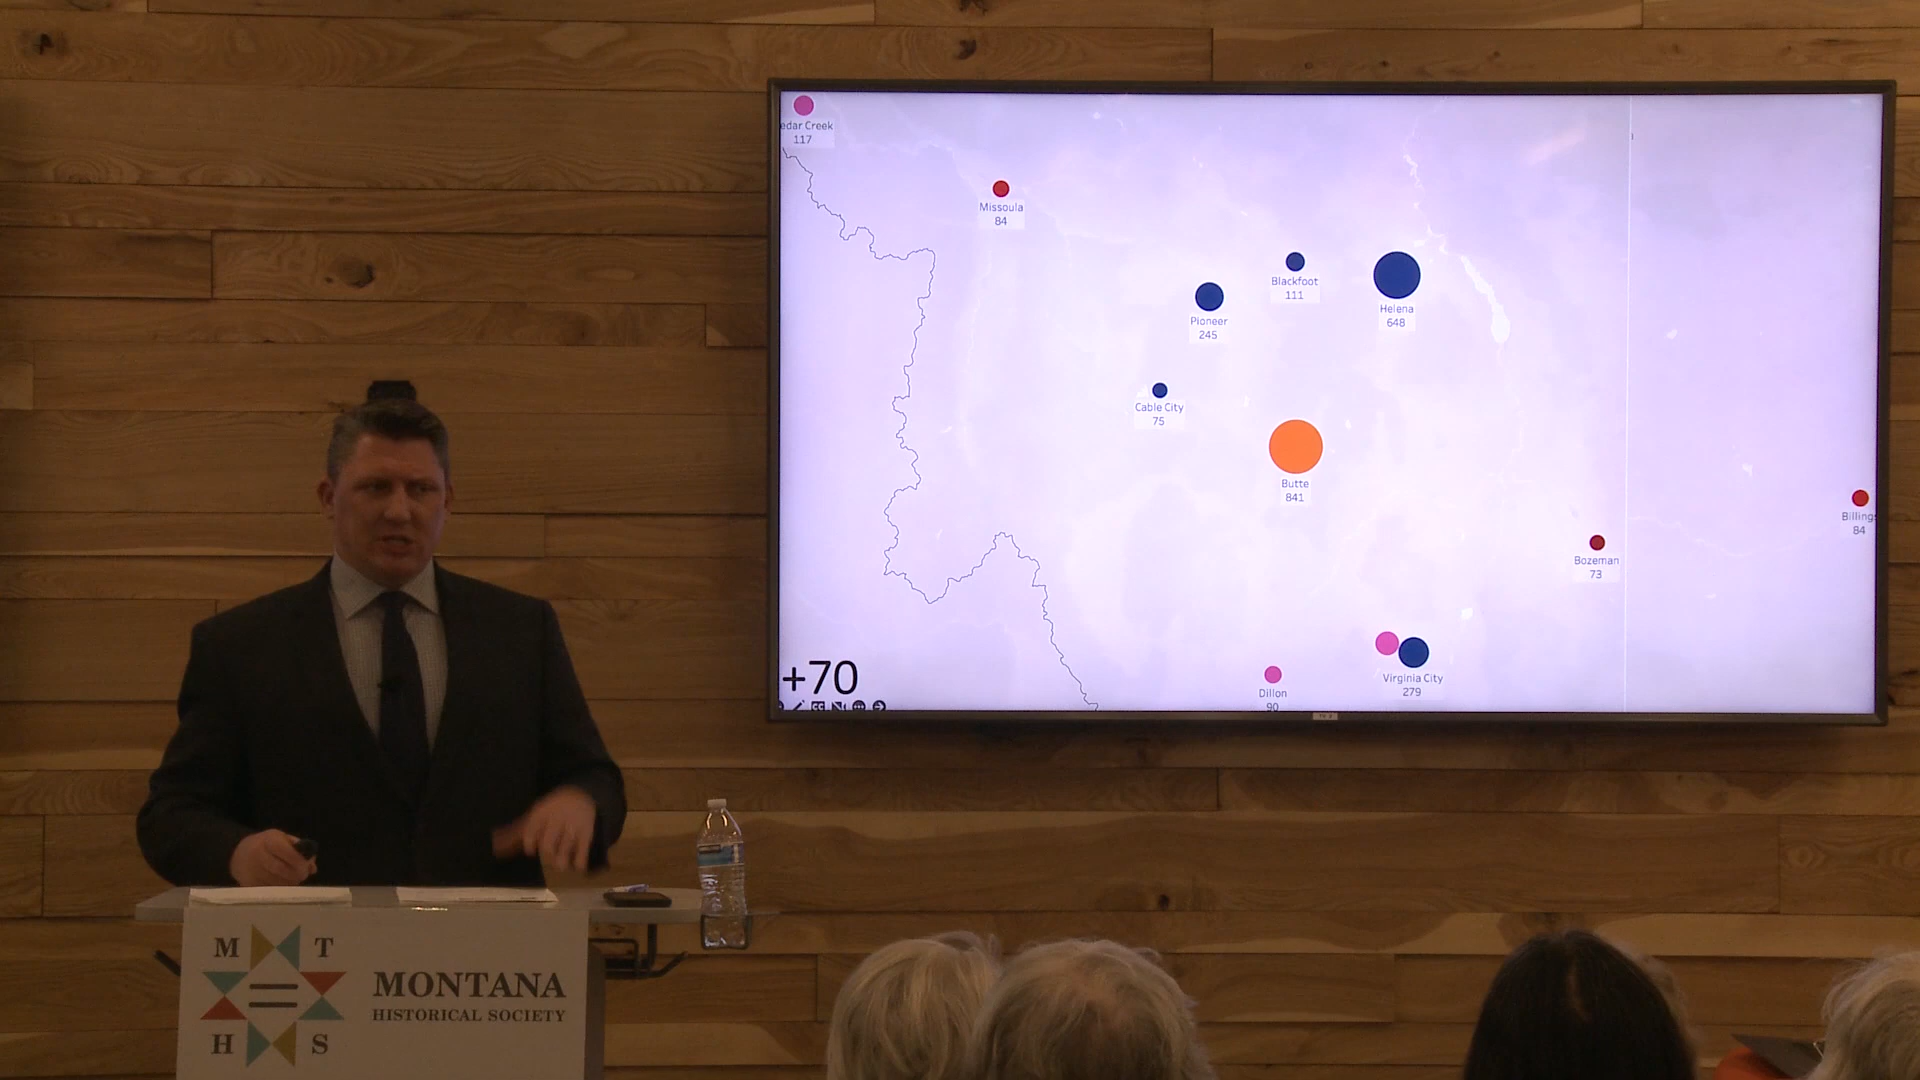 edar Creek
117
Missoula
84
Blackfoot
111
Helena
648
Pioneer
245
Cable City
75
Butte
841
Billings
84
Bozeman
73
Virginia City
279
Dillon
90
+70
M T
H S
MONTANA
HISTORICAL SOCIETY